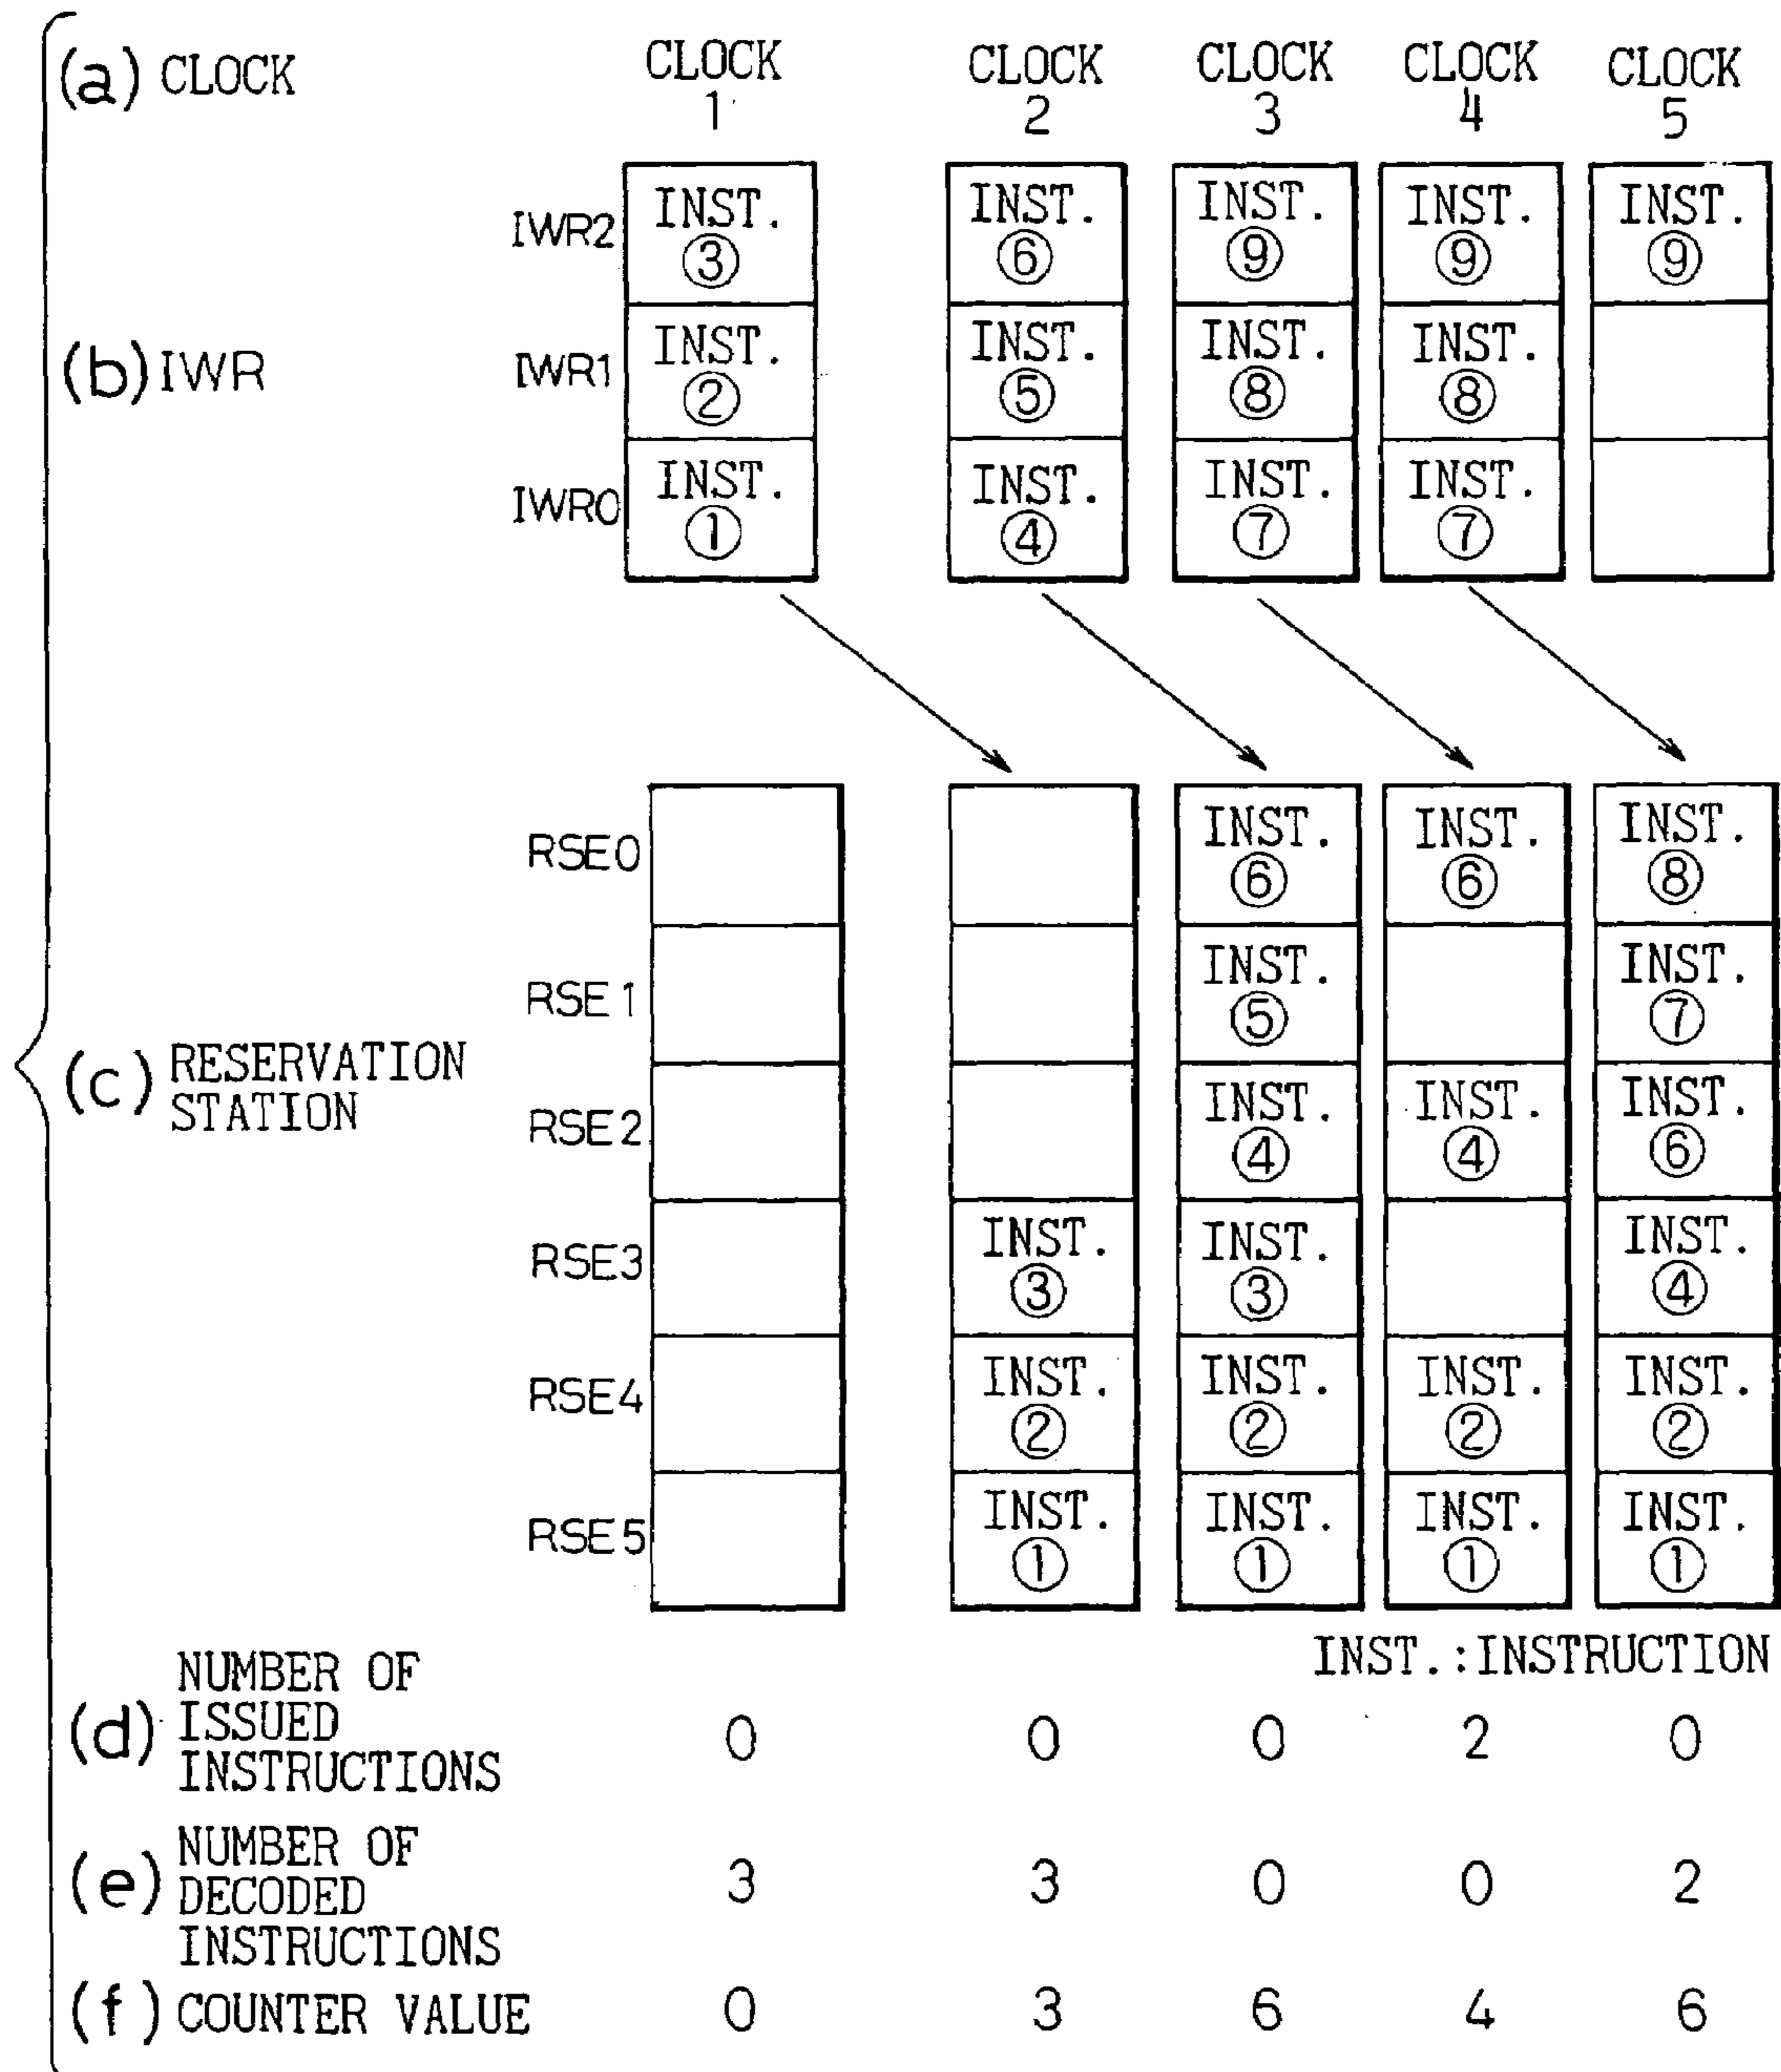 (a) CLOCK CLOCK CLOCK CLOCK CLOCK CLOCK
1 2 3 4 5
IWR2 INST. INST. INST. INST. INST.
③ ⑥ ⑨ ⑨ ⑨
(b) IWR IWR1 INST. INST. INST. INST.
② ⑤ ⑧ ⑧
IWR0 INST. INST. INST. INST.
① ④ ⑦ ⑦
RSE0 INST. INST. INST.
⑥ ⑥ ⑧
RSE1 INST. INST.
⑤ ⑦
(c) RESERVATION
STATION
RSE2 INST. INST. INST.
④ ④ ⑥
RSE3 INST. INST. INST.
③ ③ ④
RSE4 INST. INST. INST. INST.
② ② ② ②
RSE5 INST. INST. INST. INST.
① ① ① ①
INST.:INSTRUCTION
(d) NUMBER OF
ISSUED
INSTRUCTIONS
0 0 0 2 0
(e) NUMBER OF
DECODED
INSTRUCTIONS
3 3 0 0 2
(f) COUNTER VALUE 0 3 6 4 6